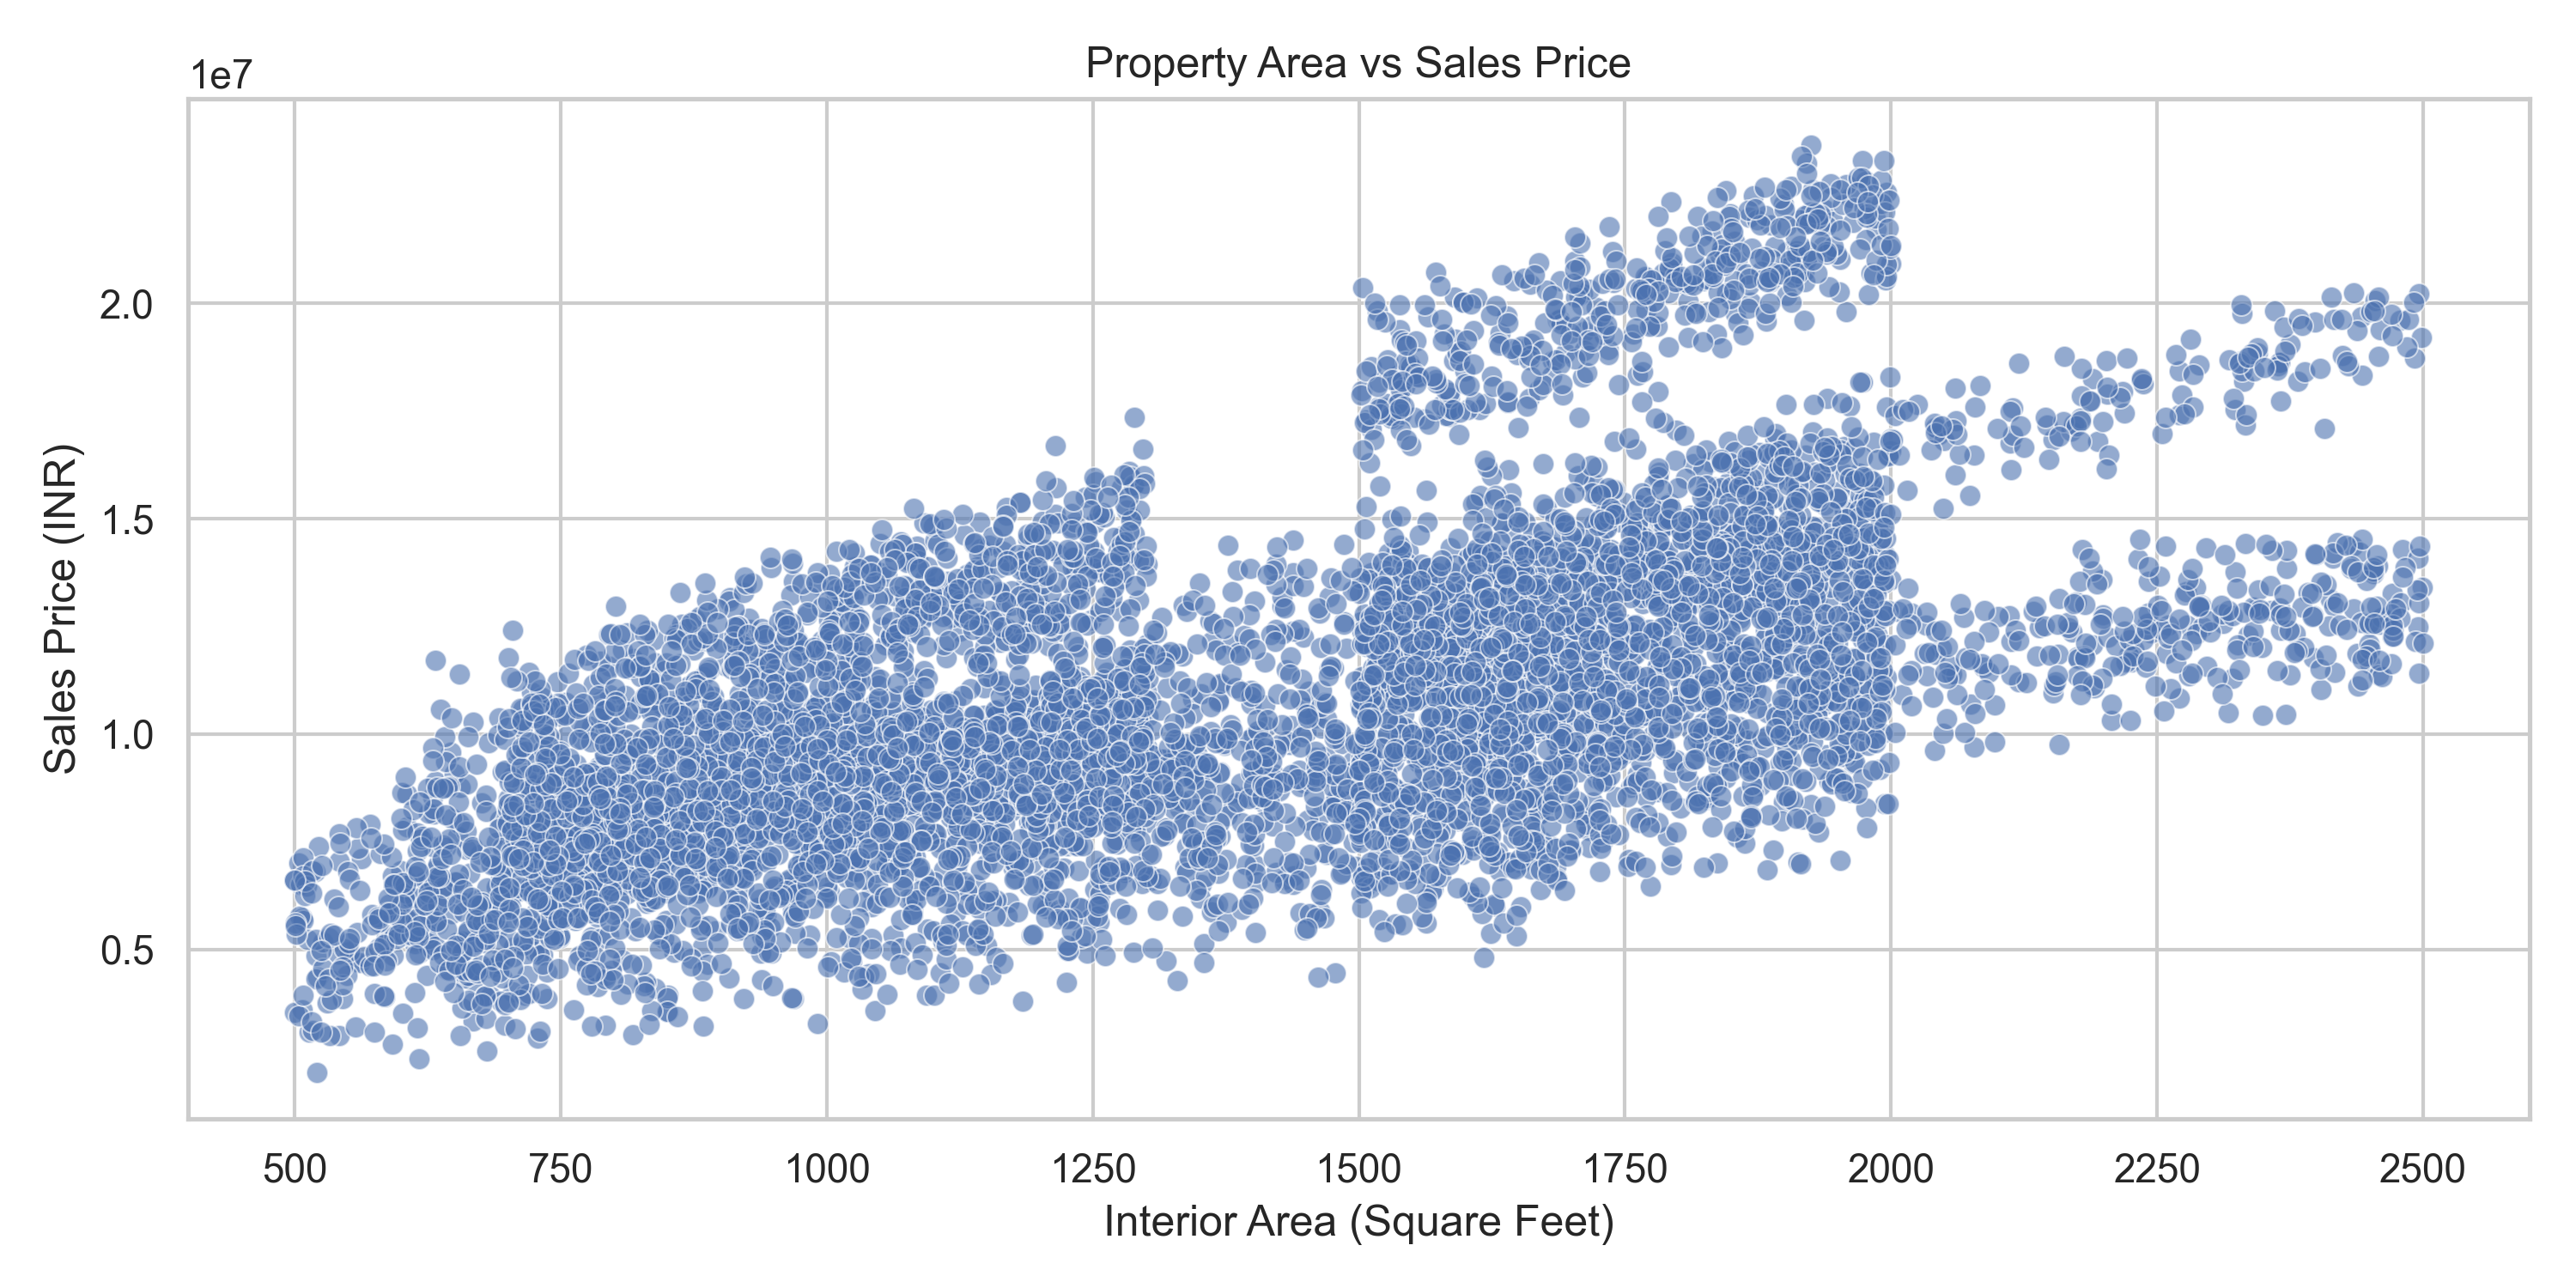 Property Area vs Sales Price
1e7
2.0
1.5
1.0
0.5
Sales Price (INR)
500 750 1000 1250 1500 1750 2000 2250 2500
Interior Area (Square Feet)